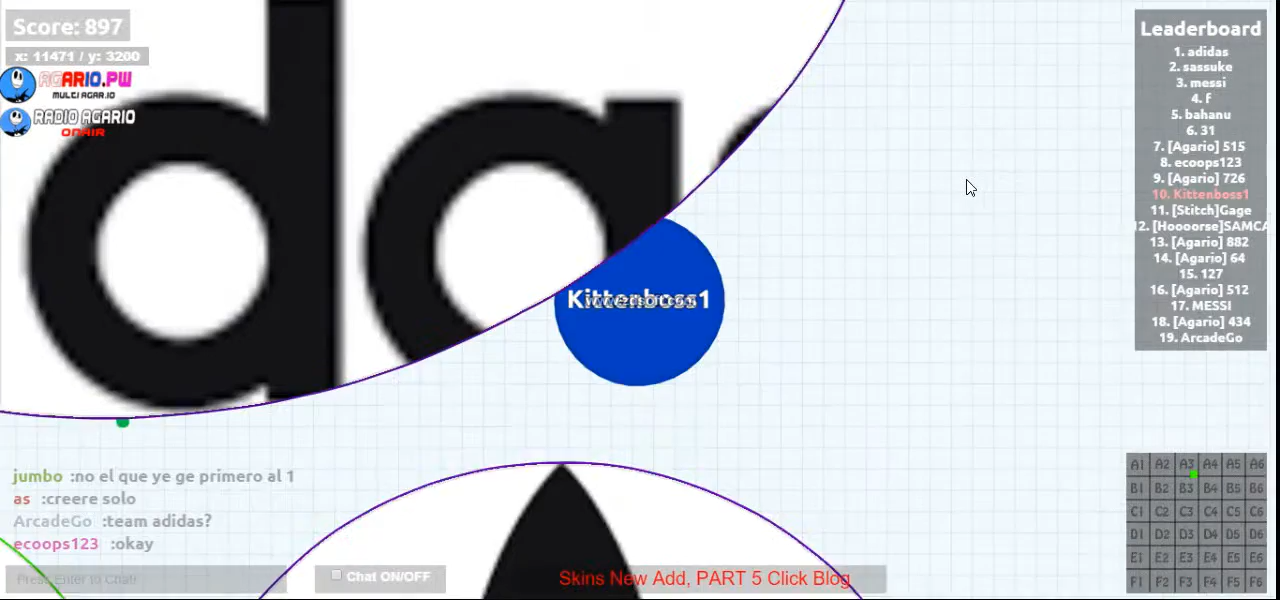 Score: 897
x: 11471 / y: 3200
AGARIO.PW
MULTI AGAR.IO
RADIO AGARIO
ONAIR
da
Kittenboss1
Leaderboard
1. adidas
2. sassuke
3. messi
4. f
5. bahanu
6. 31
7. [Agario] 515
8. ecoops123
9. [Agario] 726
10. Kittenboss1
11. [Stitch]Gage
12. [Hoooorse]SAMCA
13. [Agario] 882
14. [Agario] 64
15. 127
16. [Agario] 512
17. MESSI
18. [Agario] 434
19. ArcadeGo
jumbo :no el que ye ge primero al 1
as :creere solo
ArcadeGo :team adidas?
ecoops123 :okay
Press Enter to Chat!
Chat ON/OFF
Skins New Add, PART 5 Click Blog
A1 A2 A3 A4 A5 A6
B1 B2 B3 B4 B5 B6
C1 C2 C3 C4 C5 C6
D1 D2 D3 D4 D5 D6
E1 E2 E3 E4 E5 E6
F1 F2 F3 F4 F5 F6